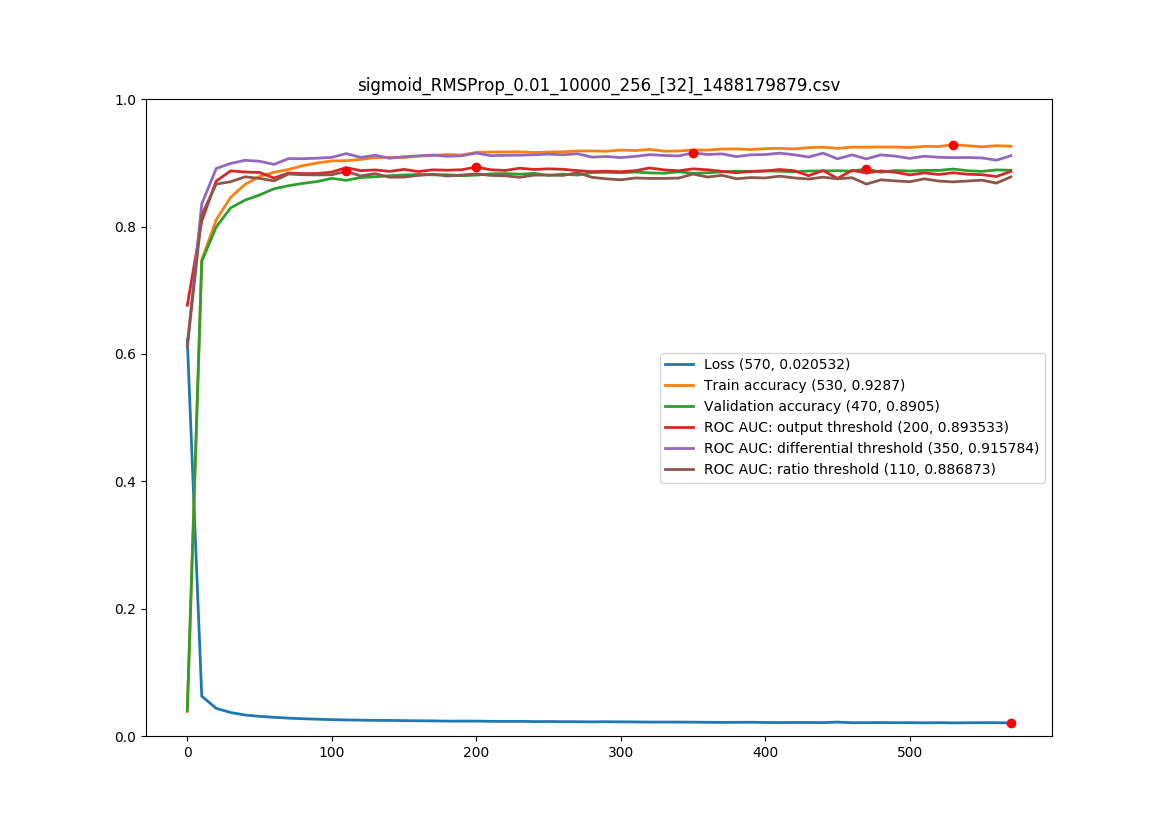 sigmoid_RMSProp_0.01_10000_256_[32]_1488179879.csv
1.0
0.8
0.6
0.4
0.2
0.0
Loss (570, 0.020532)
Train accuracy (530, 0.9287)
Validation accuracy (470, 0.8905)
ROC AUC: output threshold (200, 0.893533)
ROC AUC: differential threshold (350, 0.915784)
ROC AUC: ratio threshold (110, 0.886873)
0 100 200 300 400 500